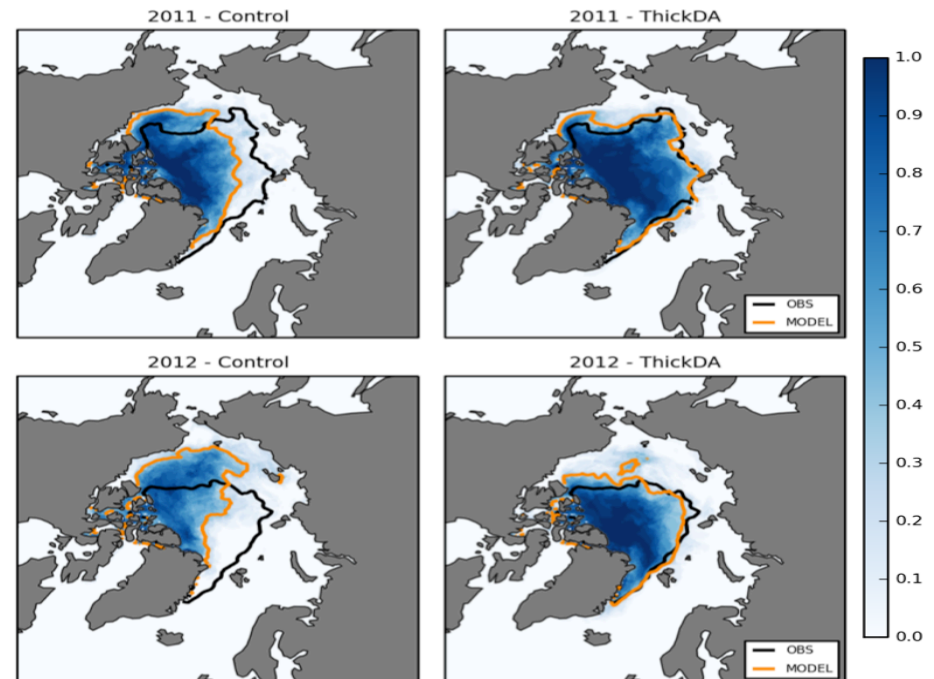 2011 - Control
2011 - ThickDA
1.0
0.9
0.8
0.7
0.6
0.5
0.4
0.3
0.2
0.1
0.0
OBS
MODEL
2012 - Control
2012 - ThickDA
OBS
MODEL